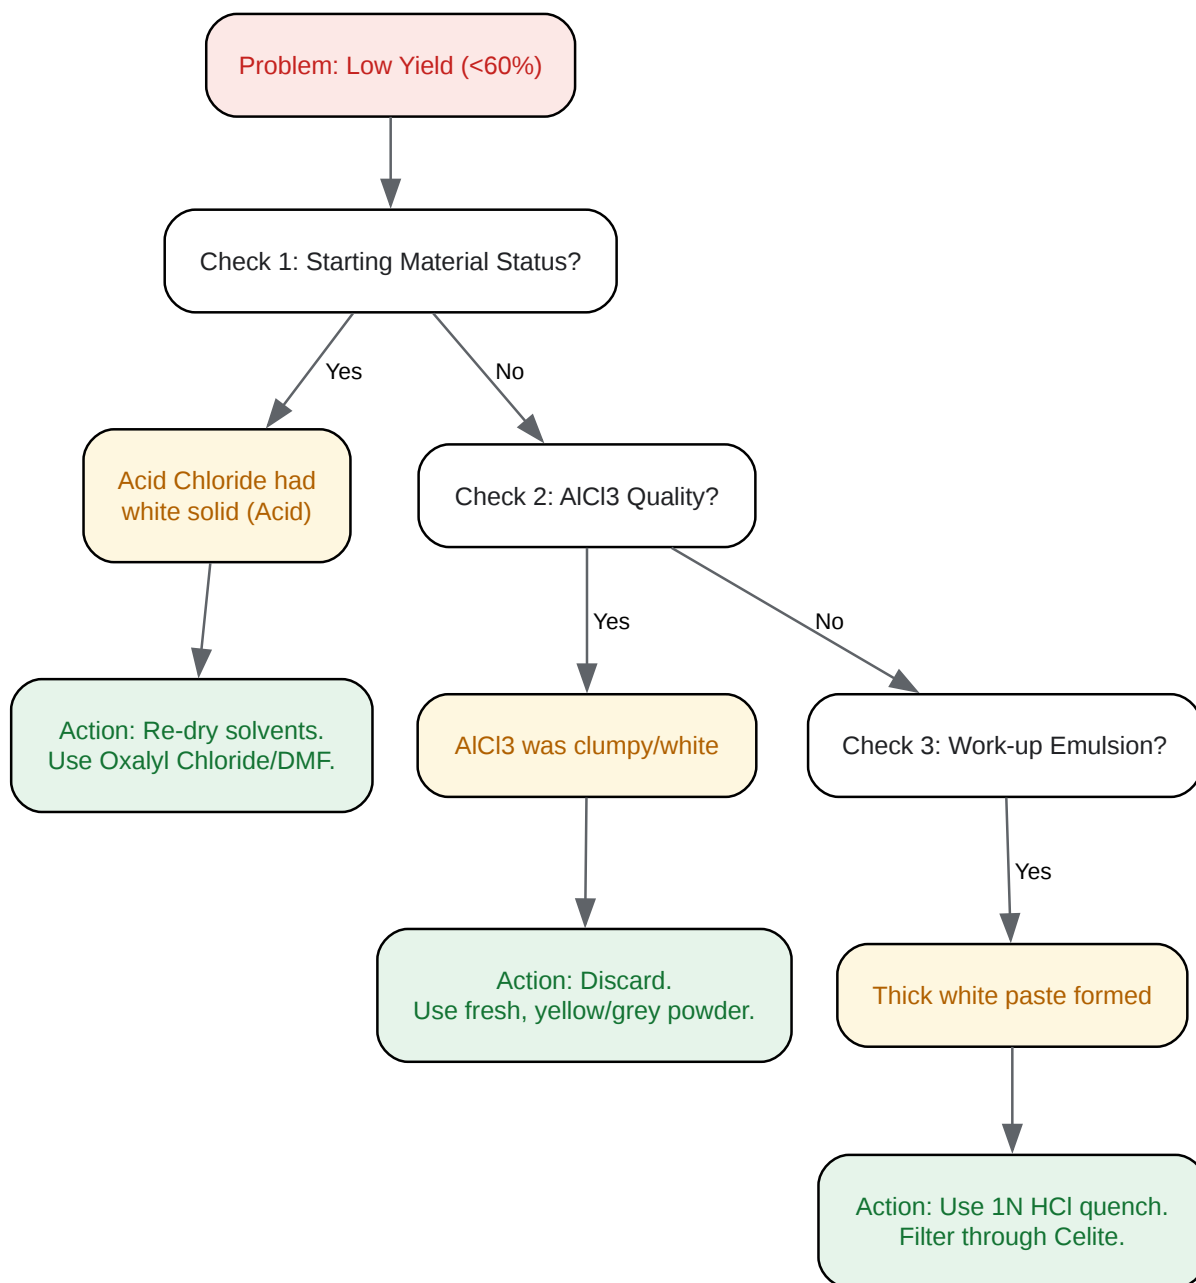 Problem: Low Yield (<60%)
Check 1: Starting Material Status?
Yes
No
Acid Chloride had
white solid (Acid)
Check 2: AlCl3 Quality?
Yes
No
Action: Re-dry solvents.
Use Oxalyl Chloride/DMF.
AlCl3 was clumpy/white
Check 3: Work-up Emulsion?
Yes
Action: Discard.
Use fresh, yellow/grey powder.
Thick white paste formed
Action: Use 1N HCl quench.
Filter through Celite.